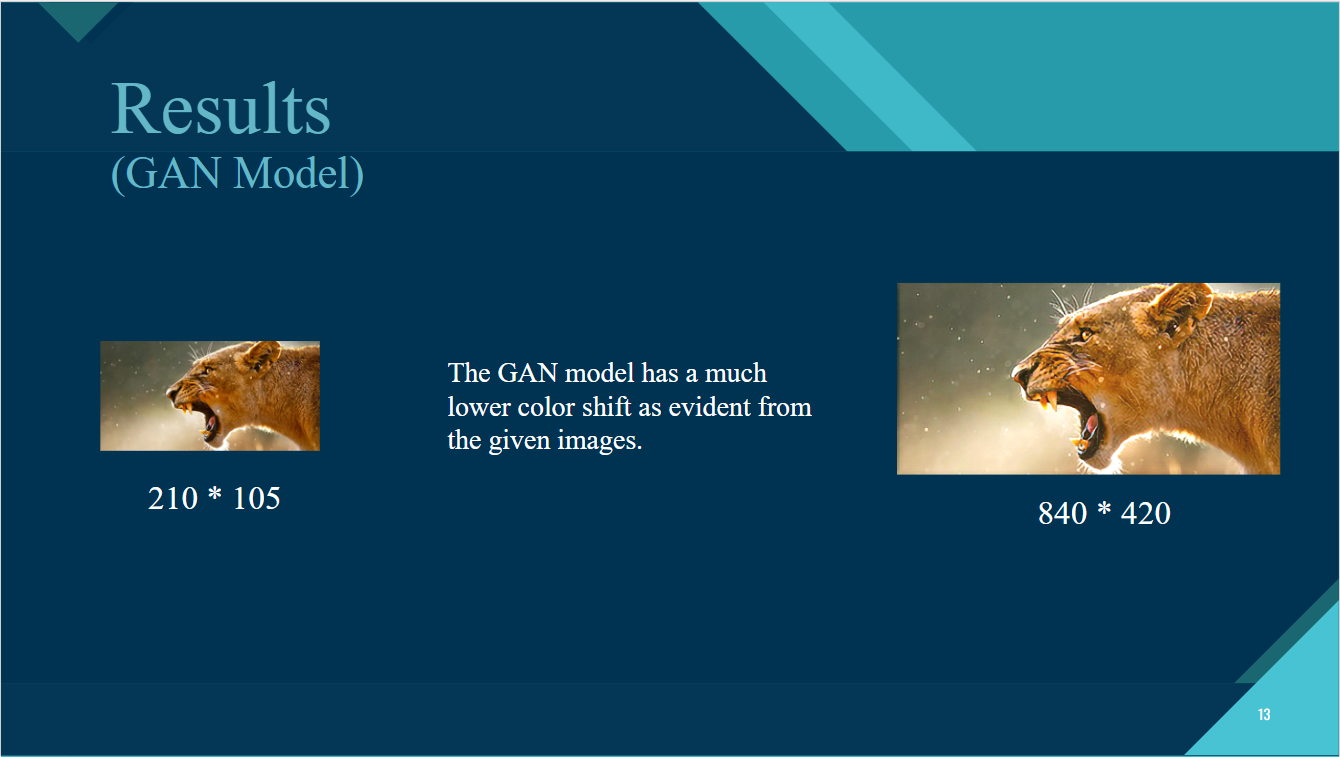 Results
(GAN Model)
The GAN model has a much
lower color shift as evident from
the given images.
210 * 105
840 * 420
13